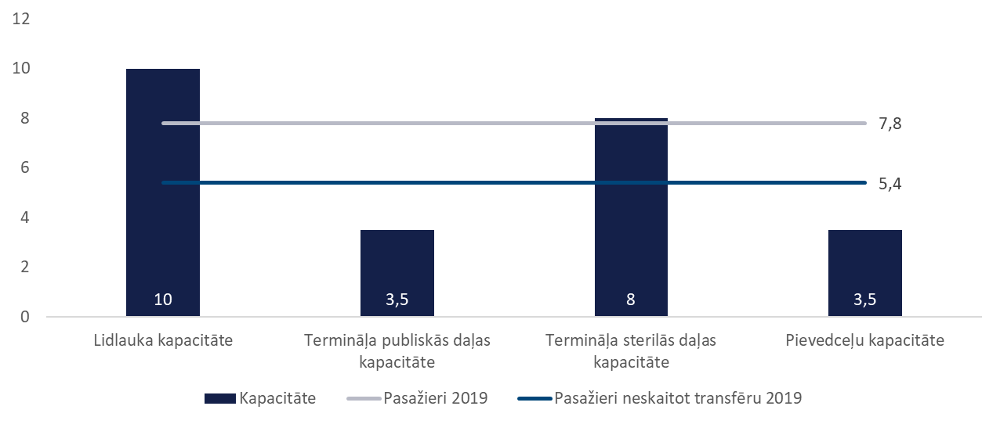 12
10
8
6
4
2
0
7,8
5,4
10
3,5
8
3,5
Lidlauka kapacitāte
Termināļa publiskās daļas
kapacitāte
Termināļa sterilās daļas
kapacitāte
Pievedceļu kapacitāte
Kapacitāte
Pasažieri 2019
Pasažieri neskaitot transfēru 2019